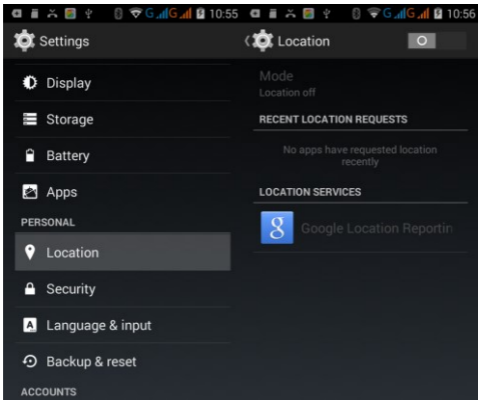 G G 10:55
Settings
Display
Storage
Battery
Apps
PERSONAL
Location
Security
Language & input
Backup & reset
ACCOUNTS
G G 10:56
Location
Mode
Location off
RECENT LOCATION REQUESTS
No apps have requested location
recently
LOCATION SERVICES
8
Google Location Reportin